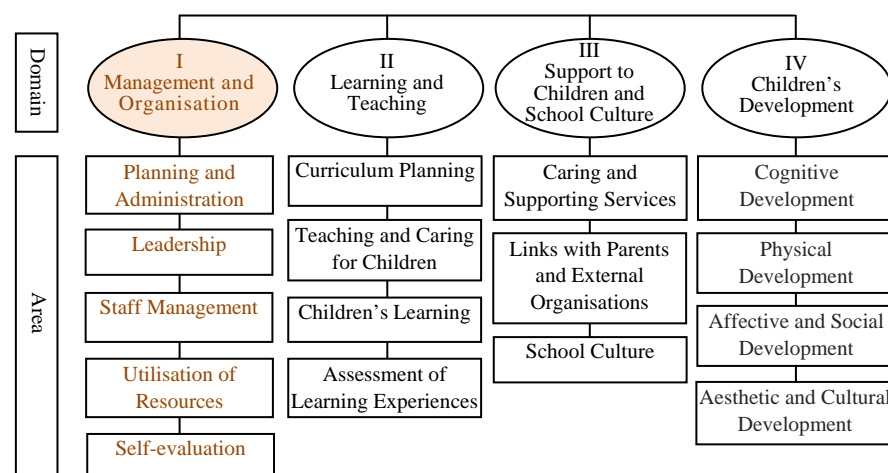 Domain
I
Management and
Organisation
II
Learning and
Teaching
III
Support to
Children and
School Culture
IV
Children’s
Development
Area
Planning and
Administration
Leadership
Staff Management
Utilisation of
Resources
Self-evaluation
Curriculum Planning
Teaching and Caring
for Children
Children’s Learning
Assessment of
Learning Experiences
Caring and
Supporting Services
Links with Parents
and External
Organisations
School Culture
Cognitive
Development
Physical
Development
Affective and Social
Development
Aesthetic and Cultural
Development